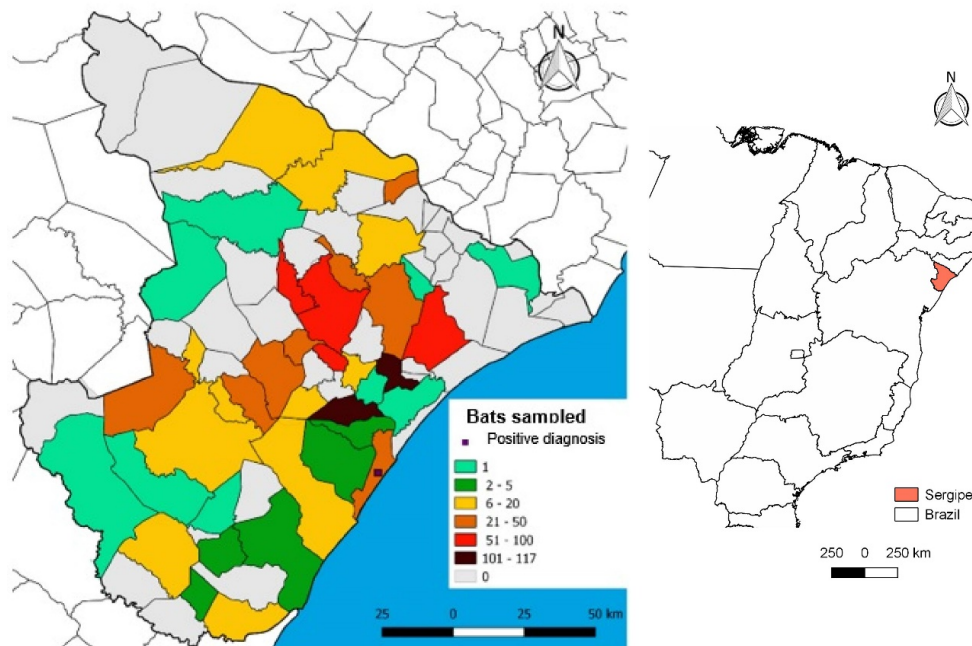 N
N
Bats sampled
Positive diagnosis
1
2 - 5
6 - 20
21 - 50
51 - 100
101 - 117
0
25 0 25 50 km
Sergipe
Brazil
250 0 250 km